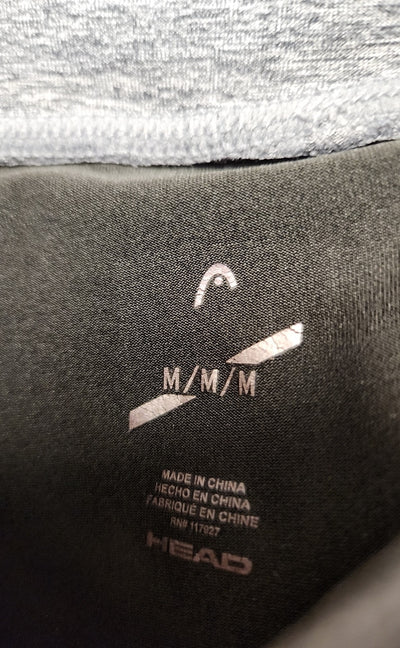 M/M/M
MADE IN CHINA
HECHO EN CHINA
FABRIQUÉ EN CHINE
RN# 117927
HEAD